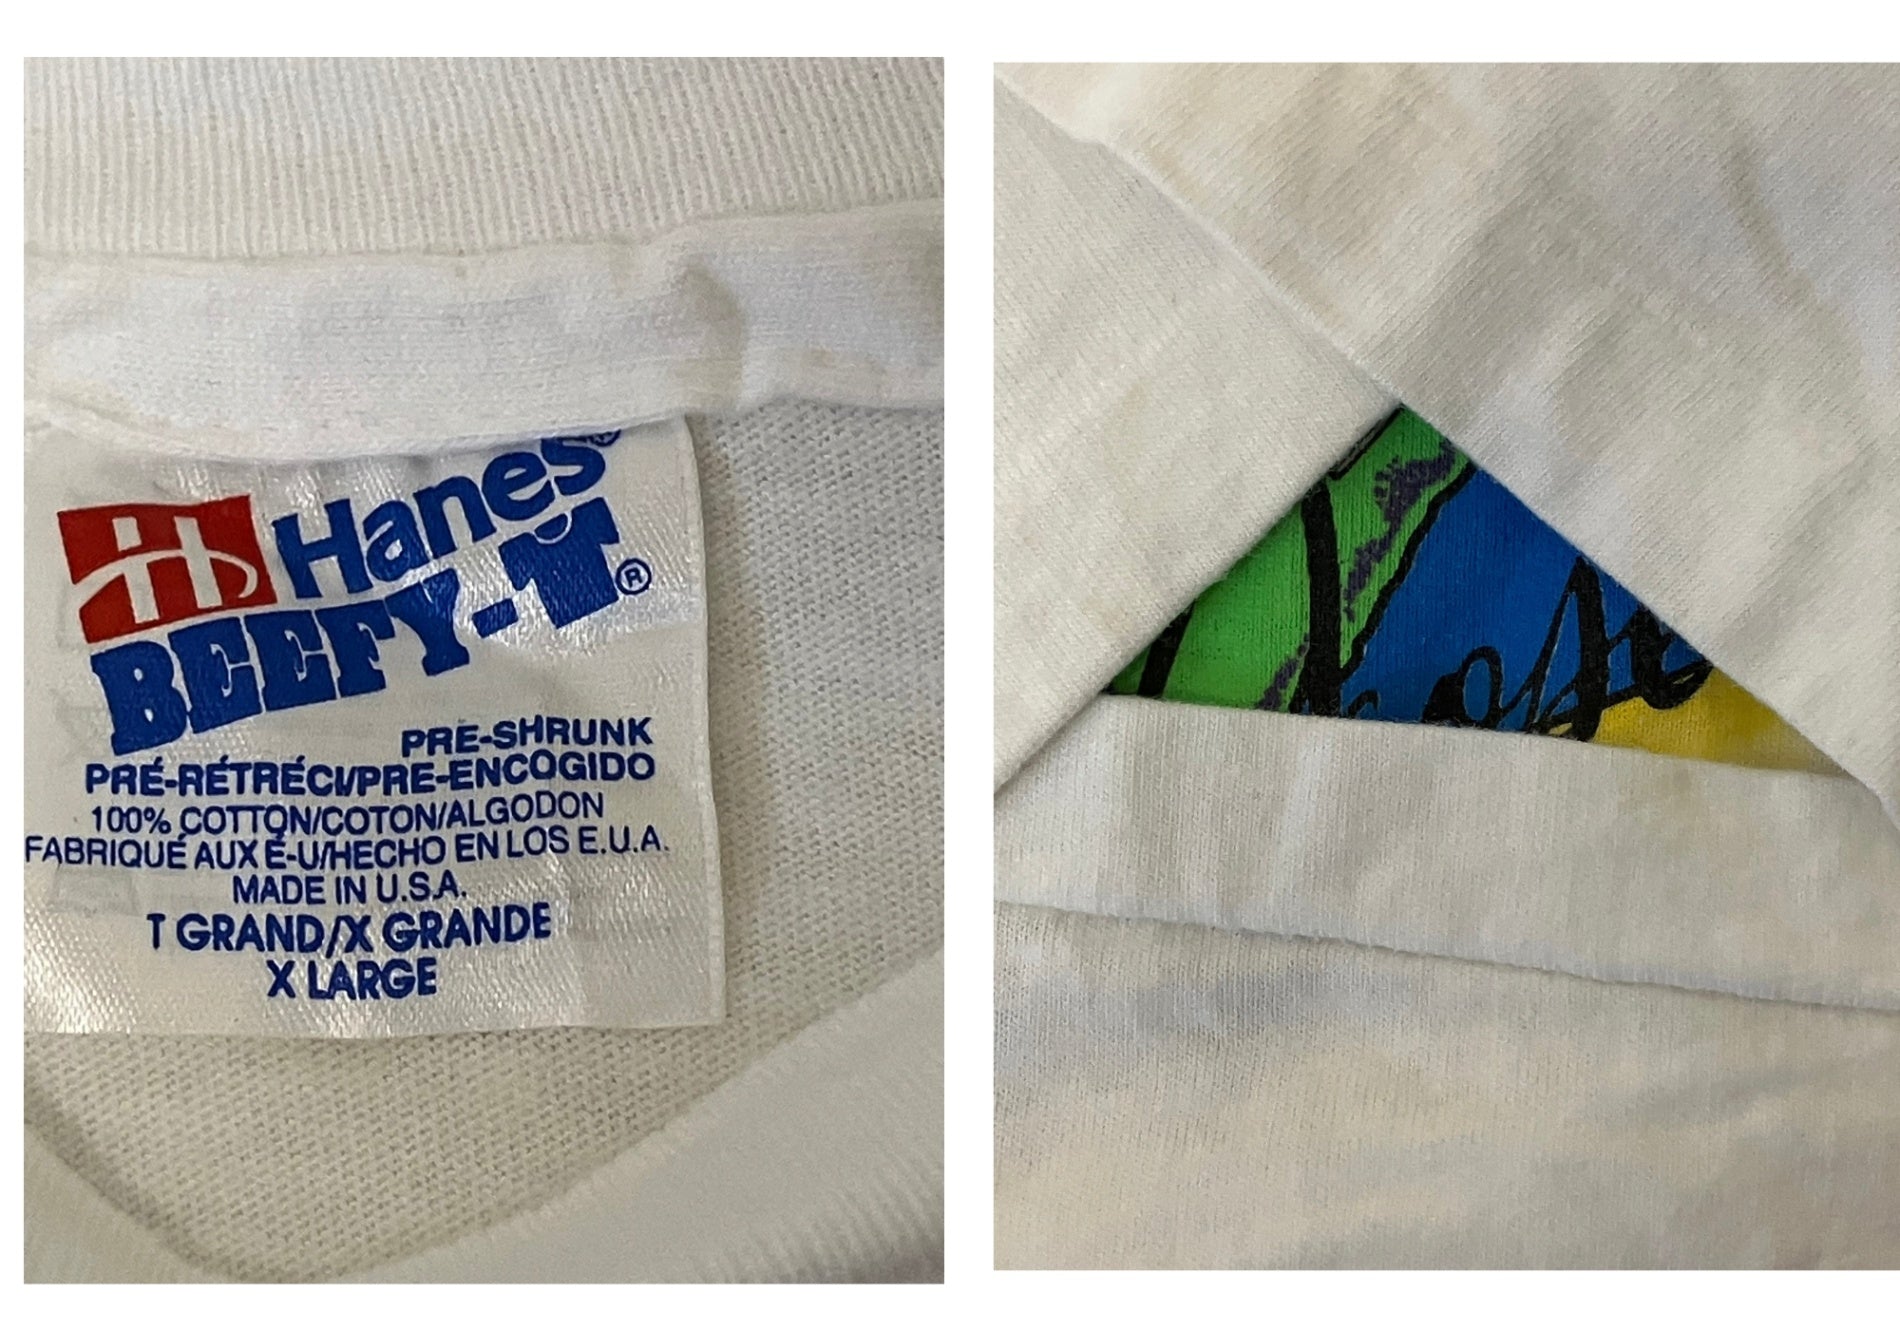 Hanes®
BEEFY-T®
PRE-SHRUNK
PRÉ-RÉTRÉCI/PRE-ENCOGIDO
100% COTTON/COTON/ALGODON
FABRIQUÉ AUX É-U/HECHO EN LOS E.U.A.
MADE IN U.S.A.
T GRAND/X GRANDE
X LARGE